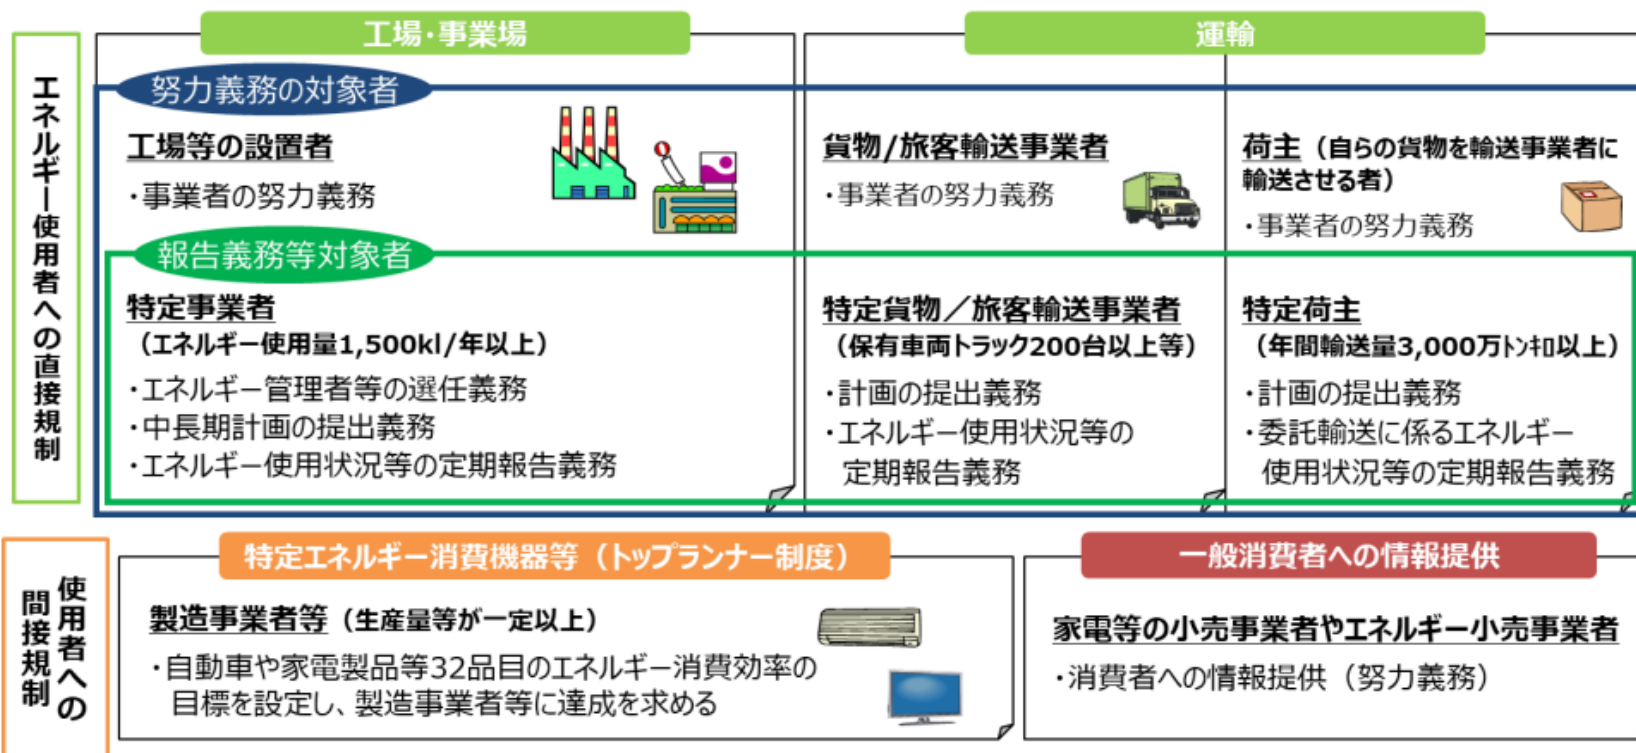 工場・事業場
運輸
エネルギー使用者への直接規制
努力義務の対象者
工場等の設置者
・事業者の努力義務
貨物/旅客輸送事業者
・事業者の努力義務
荷主（自らの貨物を輸送事業者に
輸送させる者）
・事業者の努力義務
報告義務等対象者
特定事業者
（エネルギー使用量1,500kl/年以上）
・エネルギー管理者等の選任義務
・中長期計画の提出義務
・エネルギー使用状況等の定期報告義務
特定貨物／旅客輸送事業者
（保有車両トラック200台以上等）
・計画の提出義務
・エネルギー使用状況等の
定期報告義務
特定荷主
（年間輸送量3,000万ﾄﾝｷﾛ以上）
・計画の提出義務
・委託輸送に係るエネルギー
使用状況等の定期報告義務
使用者への
間接規制
特定エネルギー消費機器等（トップランナー制度）
製造事業者等（生産量等が一定以上）
・自動車や家電製品等32品目のエネルギー消費効率の
目標を設定し、製造事業者等に達成を求める
一般消費者への情報提供
家電等の小売事業者やエネルギー小売事業者
・消費者への情報提供（努力義務）